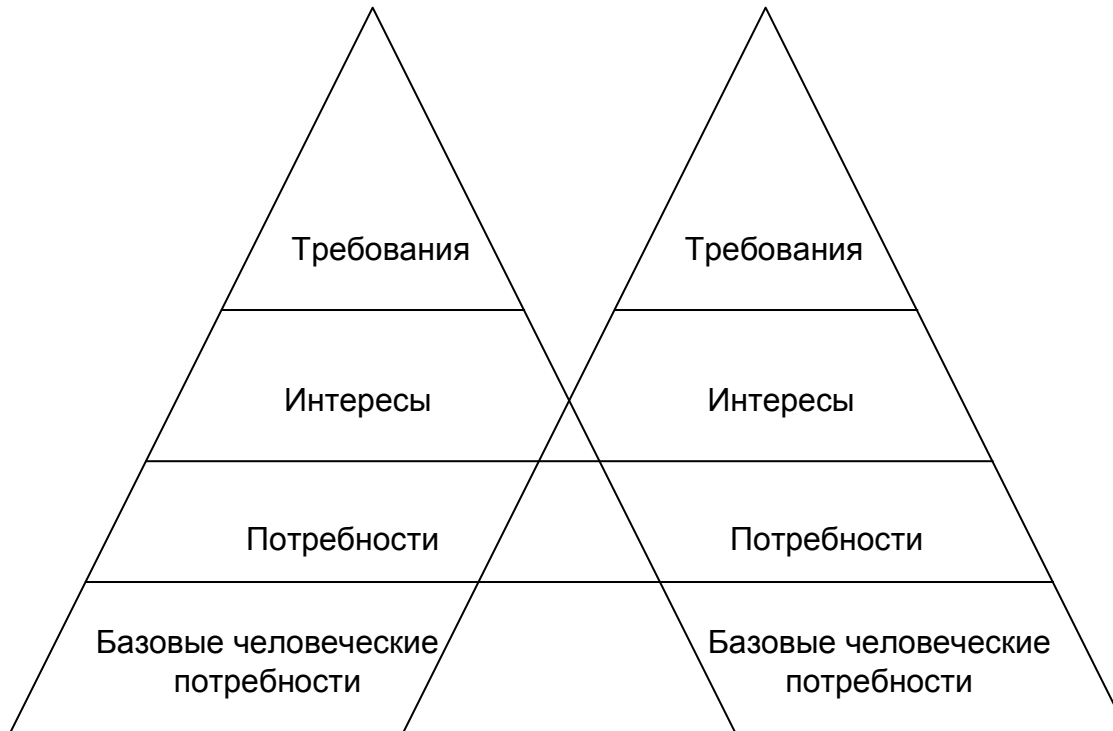 Требования
Требования
Интересы
Интересы
Потребности
Потребности
Базовые человеческие
потребности
Базовые человеческие
потребности